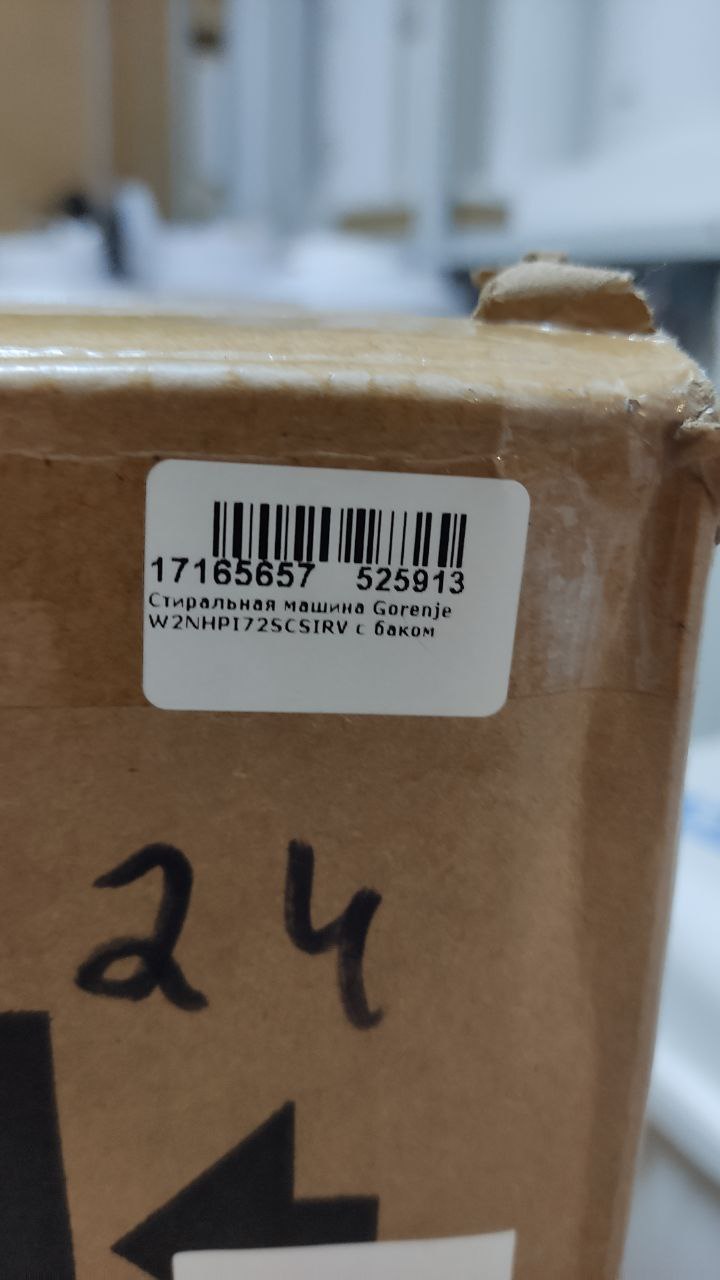 17165657 525913
Стиральная машина Gorenje
W2NHPI72SCSIRV с баком
24